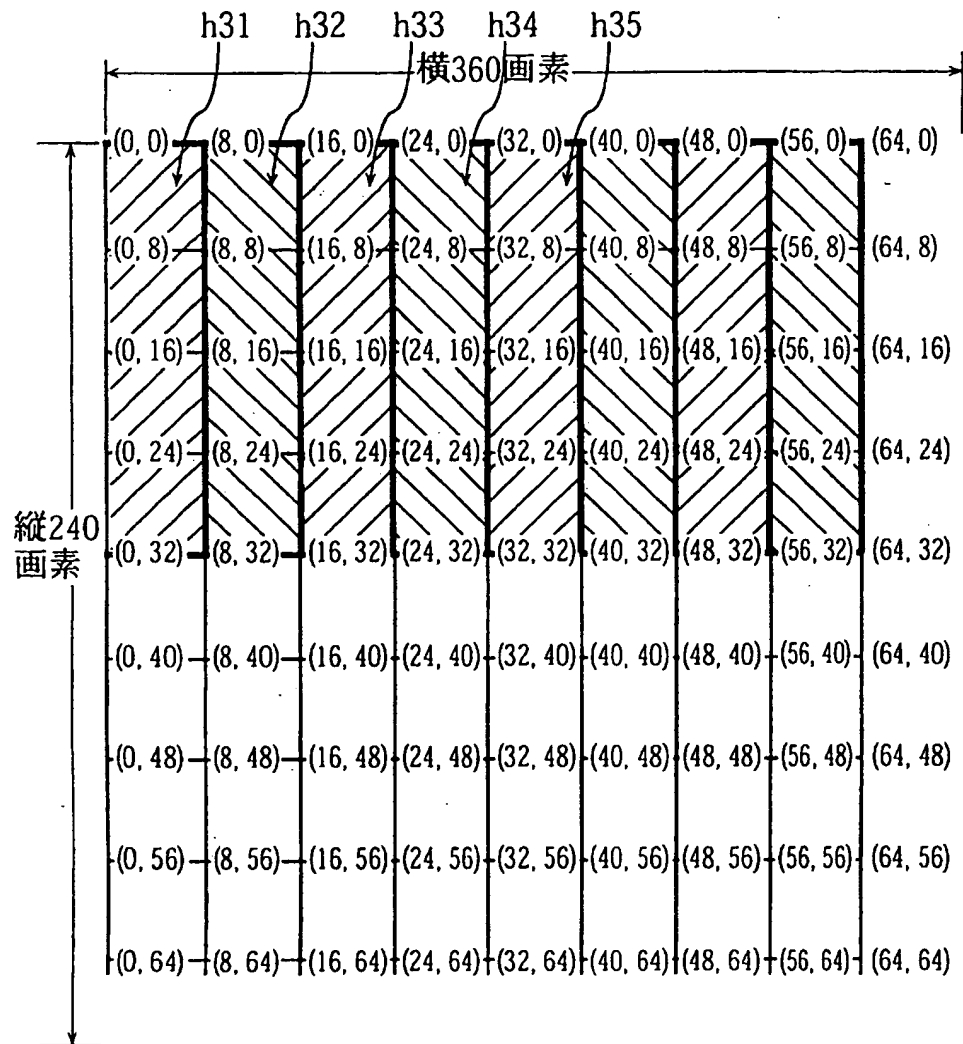 h31 h32 h33 h34 h35
横360画素
(0, 0) (8, 0) (16, 0) (24, 0) (32, 0) (40, 0) (48, 0) (56, 0) (64, 0)
(0, 8) (8, 8) (16, 8) (24, 8) (32, 8) (40, 8) (48, 8) (56, 8) (64, 8)
(0, 16) (8, 16) (16, 16) (24, 16) (32, 16) (40, 16) (48, 16) (56, 16) (64, 16)
(0, 24) (8, 24) (16, 24) (24, 24) (32, 24) (40, 24) (48, 24) (56, 24) (64, 24)
縦240
画素
(0, 32) (8, 32) (16, 32) (24, 32) (32, 32) (40, 32) (48, 32) (56, 32) (64, 32)
(0, 40) (8, 40) (16, 40) (24, 40) (32, 40) (40, 40) (48, 40) (56, 40) (64, 40)
(0, 48) (8, 48) (16, 48) (24, 48) (32, 48) (40, 48) (48, 48) (56, 48) (64, 48)
(0, 56) (8, 56) (16, 56) (24, 56) (32, 56) (40, 56) (48, 56) (56, 56) (64, 56)
(0, 64) (8, 64) (16, 64) (24, 64) (32, 64) (40, 64) (48, 64) (56, 64) (64, 64)